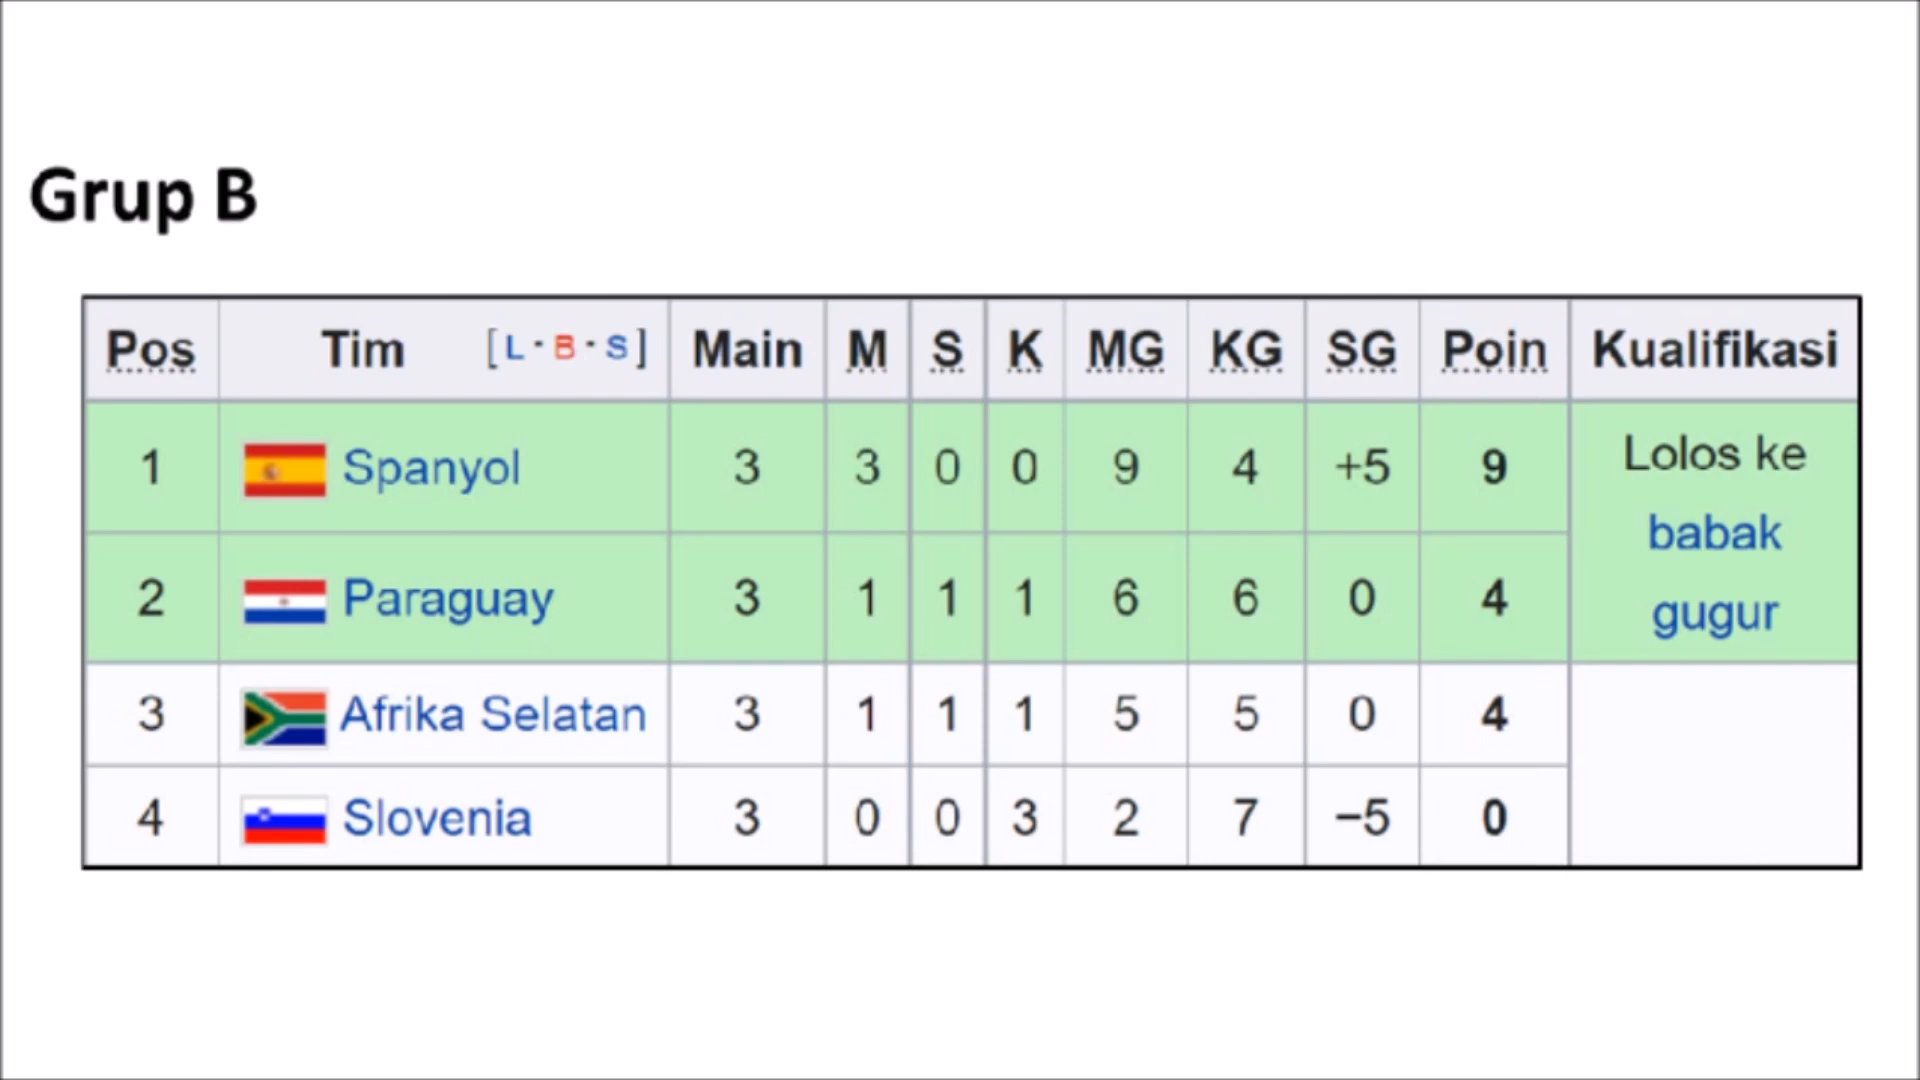 Grup B
Pos Tim [L · B · S] Main M S K MG KG SG Poin Kualifikasi
1 Spanyol 3 3 0 0 9 4 +5 9 Lolos ke
babak
2 Paraguay 3 1 1 1 6 6 0 4 gugur
3 Afrika Selatan 3 1 1 1 5 5 0 4
4 Slovenia 3 0 0 3 2 7 −5 0